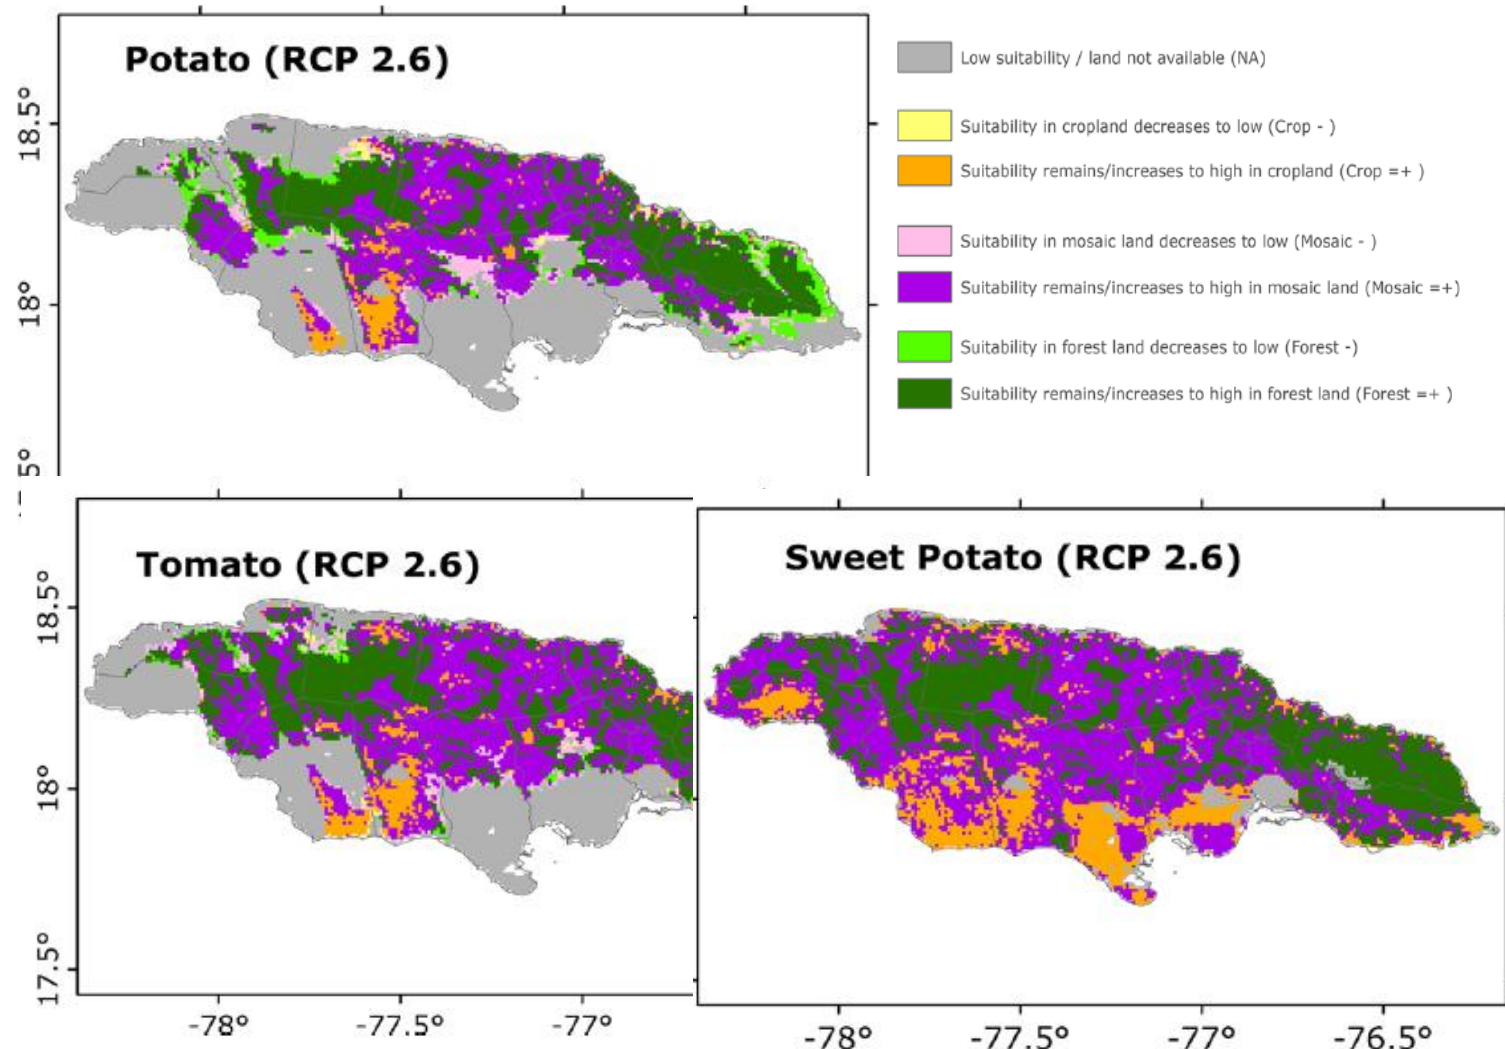 Potato (RCP 2.6)
18.5°
18°
5°
Low suitability / land not available (NA)
Suitability in cropland decreases to low (Crop - )
Suitability remains/increases to high in cropland (Crop =+ )
Suitability in mosaic land decreases to low (Mosaic - )
Suitability remains/increases to high in mosaic land (Mosaic =+)
Suitability in forest land decreases to low (Forest -)
Suitability remains/increases to high in forest land (Forest =+ )
Tomato (RCP 2.6)
18.5°
18°
17.5°
-78°
-77.5°
-77°
Sweet Potato (RCP 2.6)
-78°
-77.5°
-77°
-76.5°